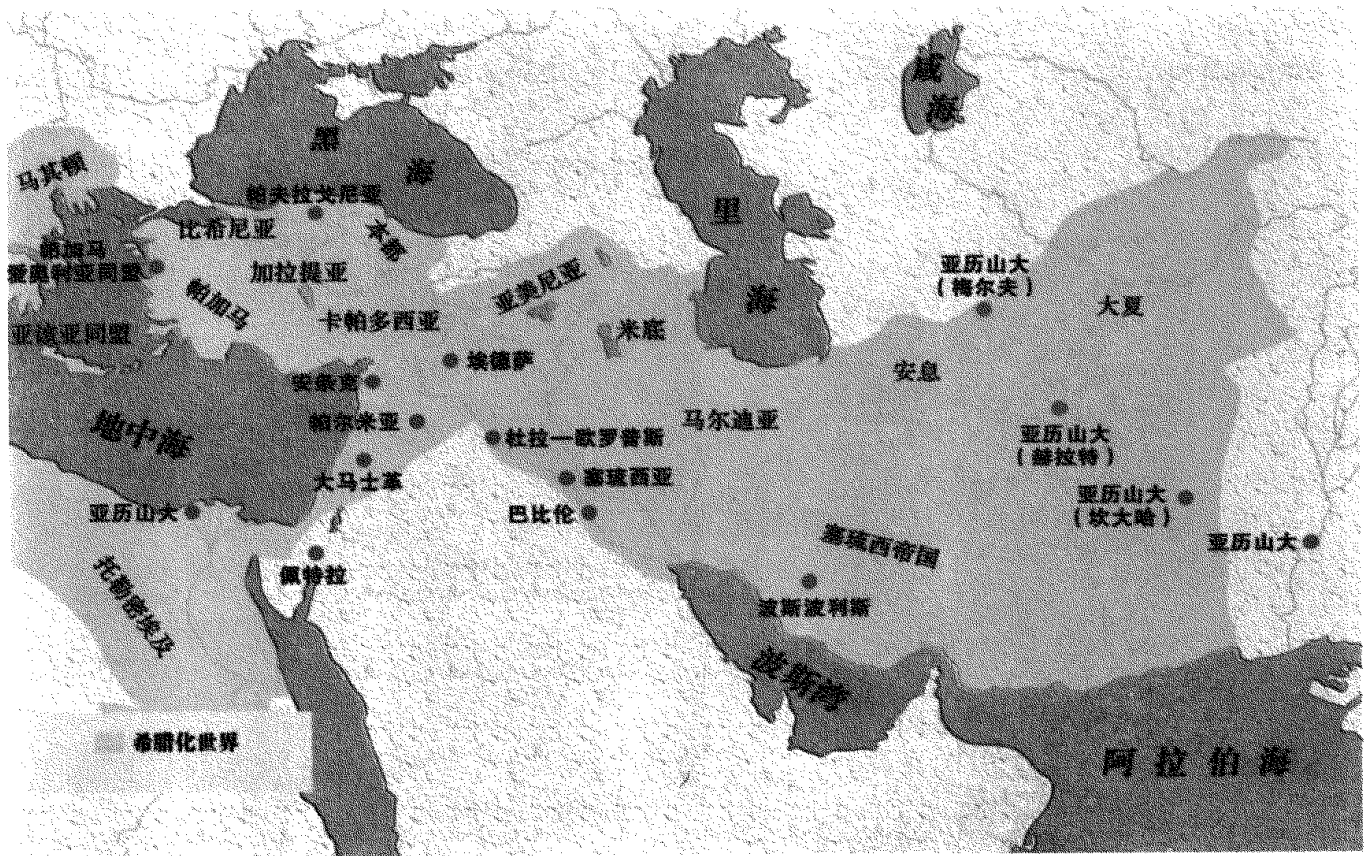 咸
海
黑
海
马其顿
帕夫拉戈尼亚
比希尼亚
本都
里
海
帕加马
爱奥利亚同盟
加拉提亚
亚美尼亚
亚历山大
（梅尔夫）
大夏
帕加马
卡帕多西亚
米底
亚该亚同盟
埃德萨
安息
安条克
地中海
帕尔米亚
杜拉—欧罗普斯
马尔迪亚
亚历山大
（赫拉特）
大马士革
塞琉西亚
亚历山大
（坎大哈）
亚历山大
巴比伦
塞琉西帝国
亚历山大
佩特拉
波斯波利斯
托勒密埃及
波斯湾
希腊化世界
阿拉伯海